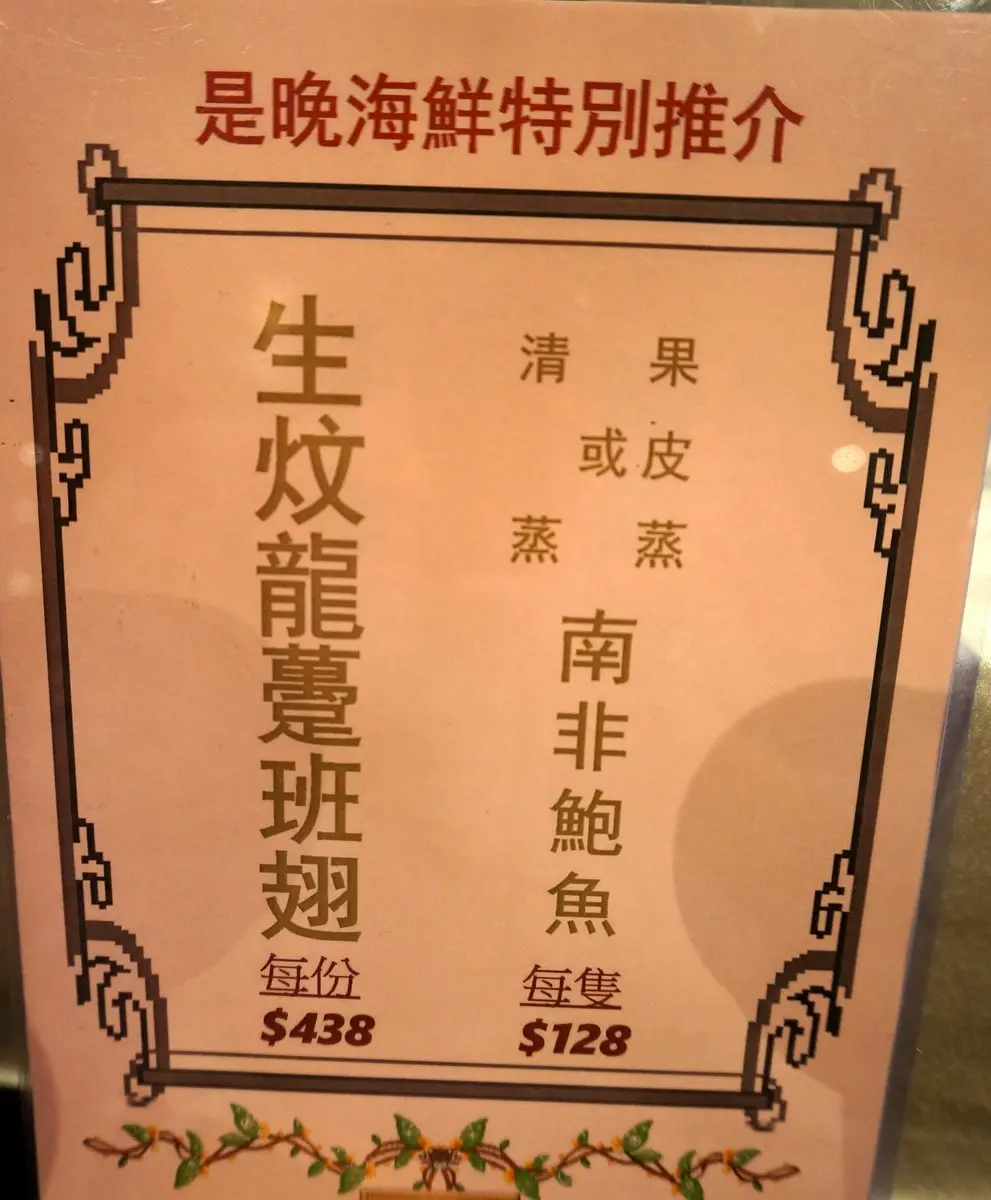 是晚海鮮特別推介
果皮蒸
或
清蒸
南非鮑魚
每隻
$128
生炆龍躉班翅
每份
$438